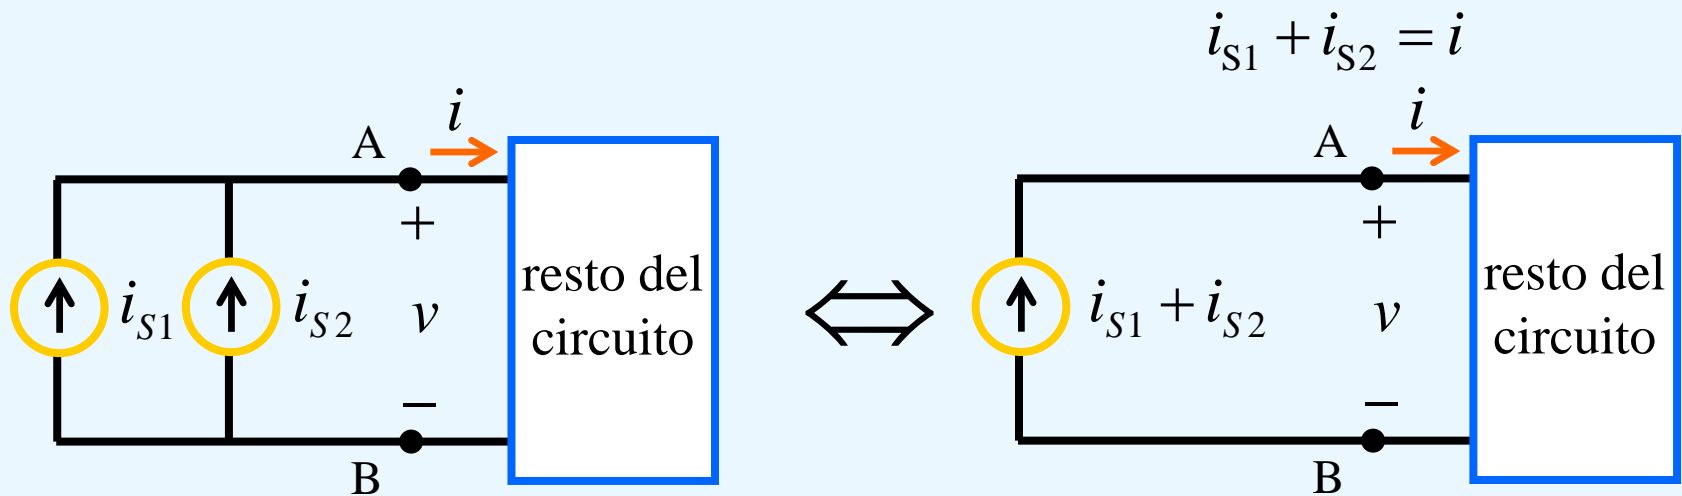 i_S1 + i_S2 = i
A
i
+
i_S1
i_S2
v
−
B
resto del
circuito
A
i
+
i_S1 + i_S2
v
−
B
resto del
circuito